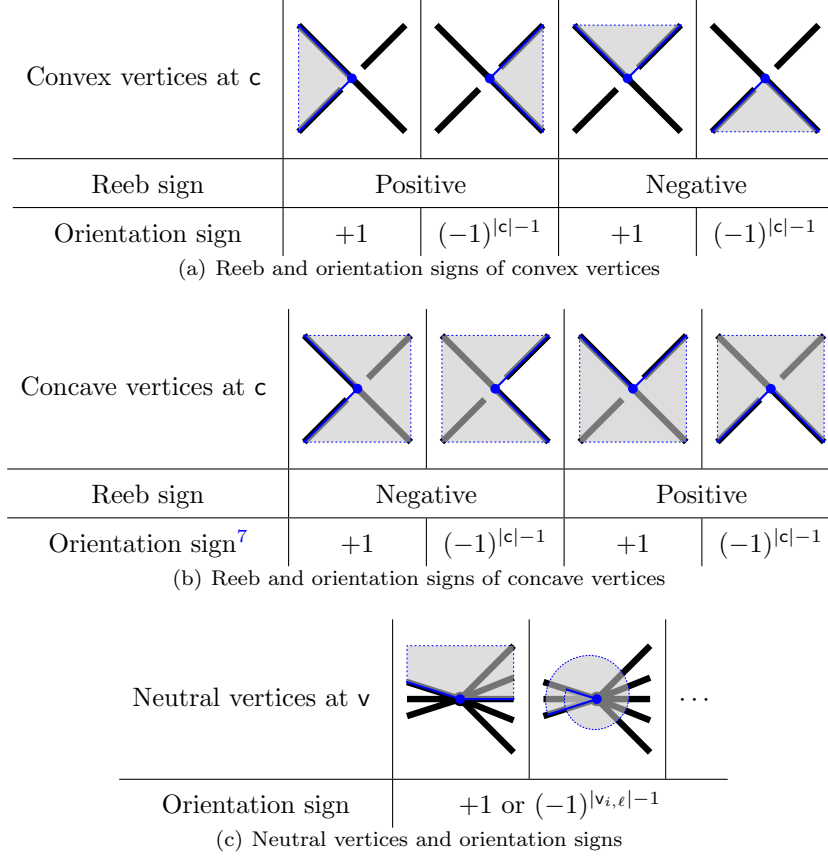 Convex vertices at c
Reeb sign Positive Negative
Orientation sign +1 (−1)^{|c|−1} +1 (−1)^{|c|−1}
(a) Reeb and orientation signs of convex vertices
Concave vertices at c
Reeb sign Negative Positive
Orientation sign^7 +1 (−1)^{|c|−1} +1 (−1)^{|c|−1}
(b) Reeb and orientation signs of concave vertices
Neutral vertices at v ...
Orientation sign +1 or (−1)^{|v_{i,ℓ}|−1}
(c) Neutral vertices and orientation signs